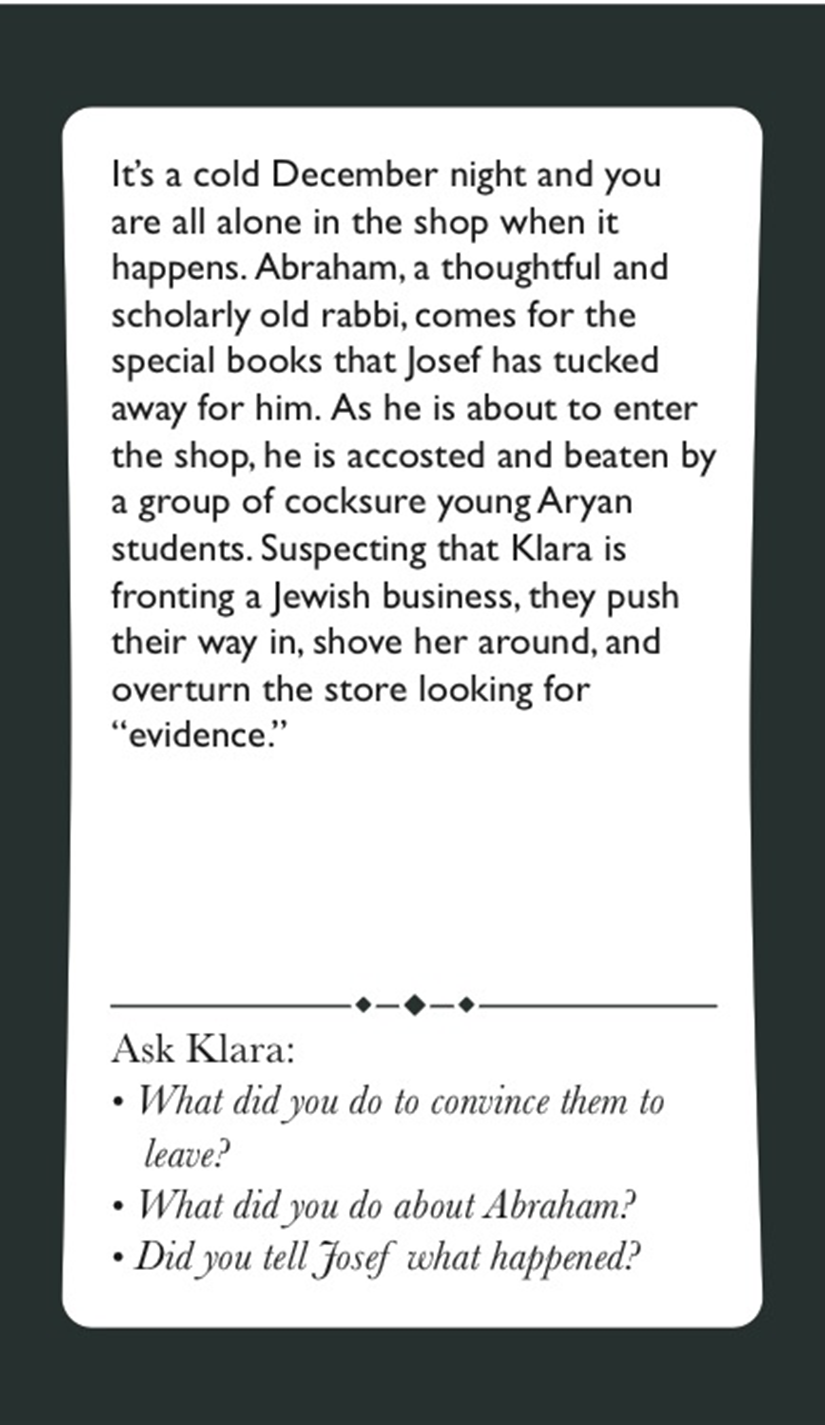 It’s a cold December night and you
are all alone in the shop when it
happens. Abraham, a thoughtful and
scholarly old rabbi, comes for the
special books that Josef has tucked
away for him. As he is about to enter
the shop, he is accosted and beaten by
a group of cocksure young Aryan
students. Suspecting that Klara is
fronting a Jewish business, they push
their way in, shove her around, and
overturn the store looking for
“evidence.”
Ask Klara:
• What did you do to convince them to
leave?
• What did you do about Abraham?
• Did you tell Josef what happened?